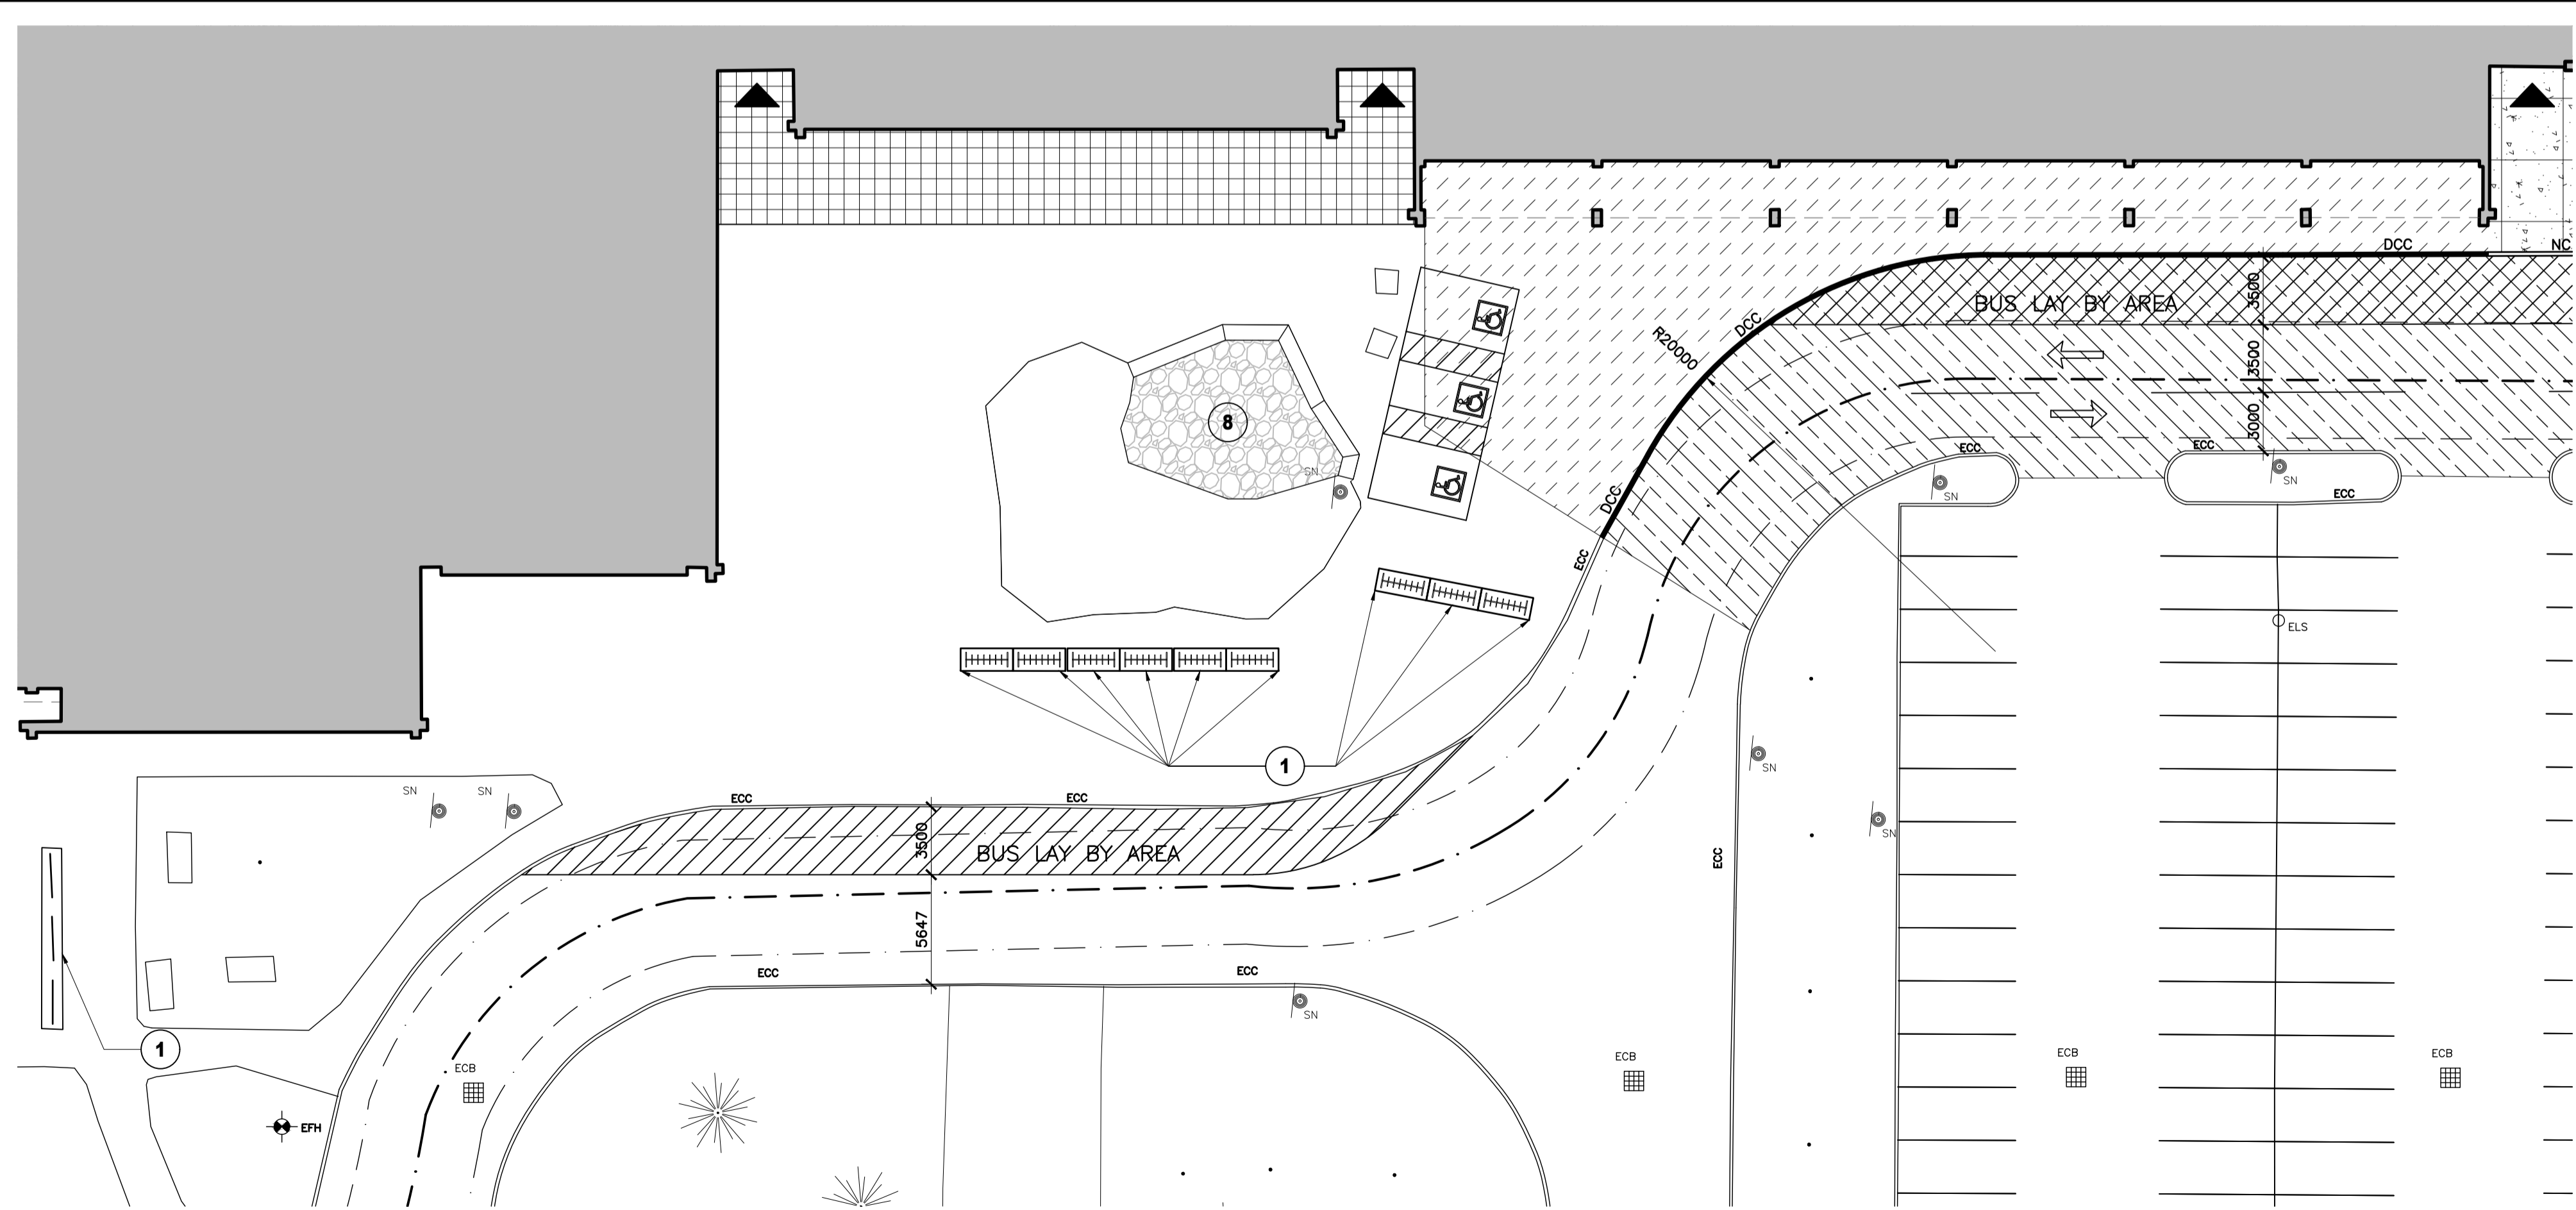 DCC
NC
BUS LAY BY AREA
3500
DCC
R20000
3500
3000
8
SN
ECC
ECC
SN
SN
ECC
DCC
ECC
ELS
1
SN
SN
SN
ECC
ECC
3500
BUS LAY BY AREA
SN
ECC
5647
ECC
ECC
SN
1
ECB
ECB
ECB
ECB
EFH